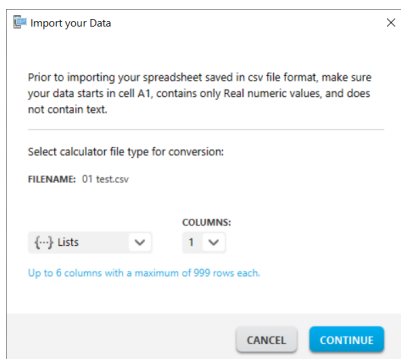 Import your Data
Prior to importing your spreadsheet saved in csv file format, make sure
your data starts in cell A1, contains only Real numeric values, and does
not contain text.
Select calculator file type for conversion:
FILENAME: 01 test.csv
COLUMNS:
{···} Lists 1
Up to 6 columns with a maximum of 999 rows each.
CANCEL CONTINUE